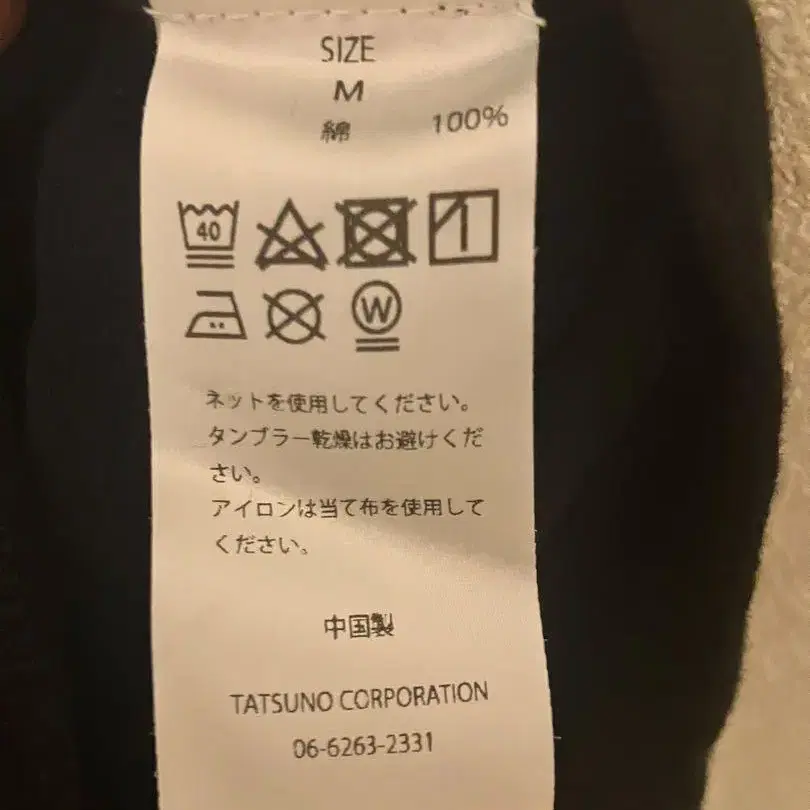 SIZE
M
綿 100%
40
W
ネットを使用してください。
タンブラー乾燥はお避けくだ
さい。
アイロンは当て布を使用して
ください。
中国製
TATSUNO CORPORATION
06-6263-2331